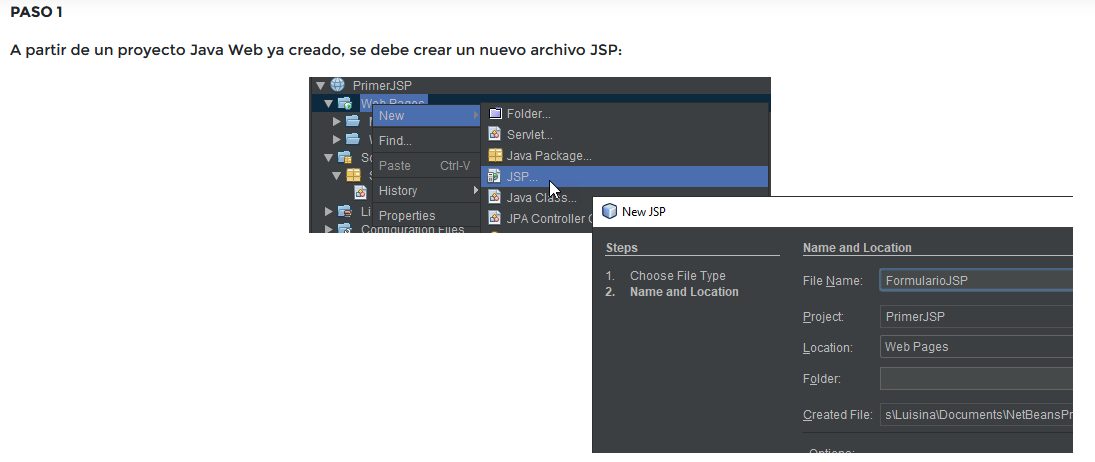 PASO 1
A partir de un proyecto Java Web ya creado, se debe crear un nuevo archivo JSP:
PrimerJSP
Web Pages
New
Find...
Paste Ctrl-V
History
Properties
Folder...
Servlet...
Java Package...
JSP...
Java Class...
JPA Controller
Li
Configuration Files
New JSP
Steps
1. Choose File Type
2. Name and Location
Name and Location
File Name: FormularioJSP
Project: PrimerJSP
Location: Web Pages
Folder:
Created File: s\Luisina\Documents\NetBeansPr